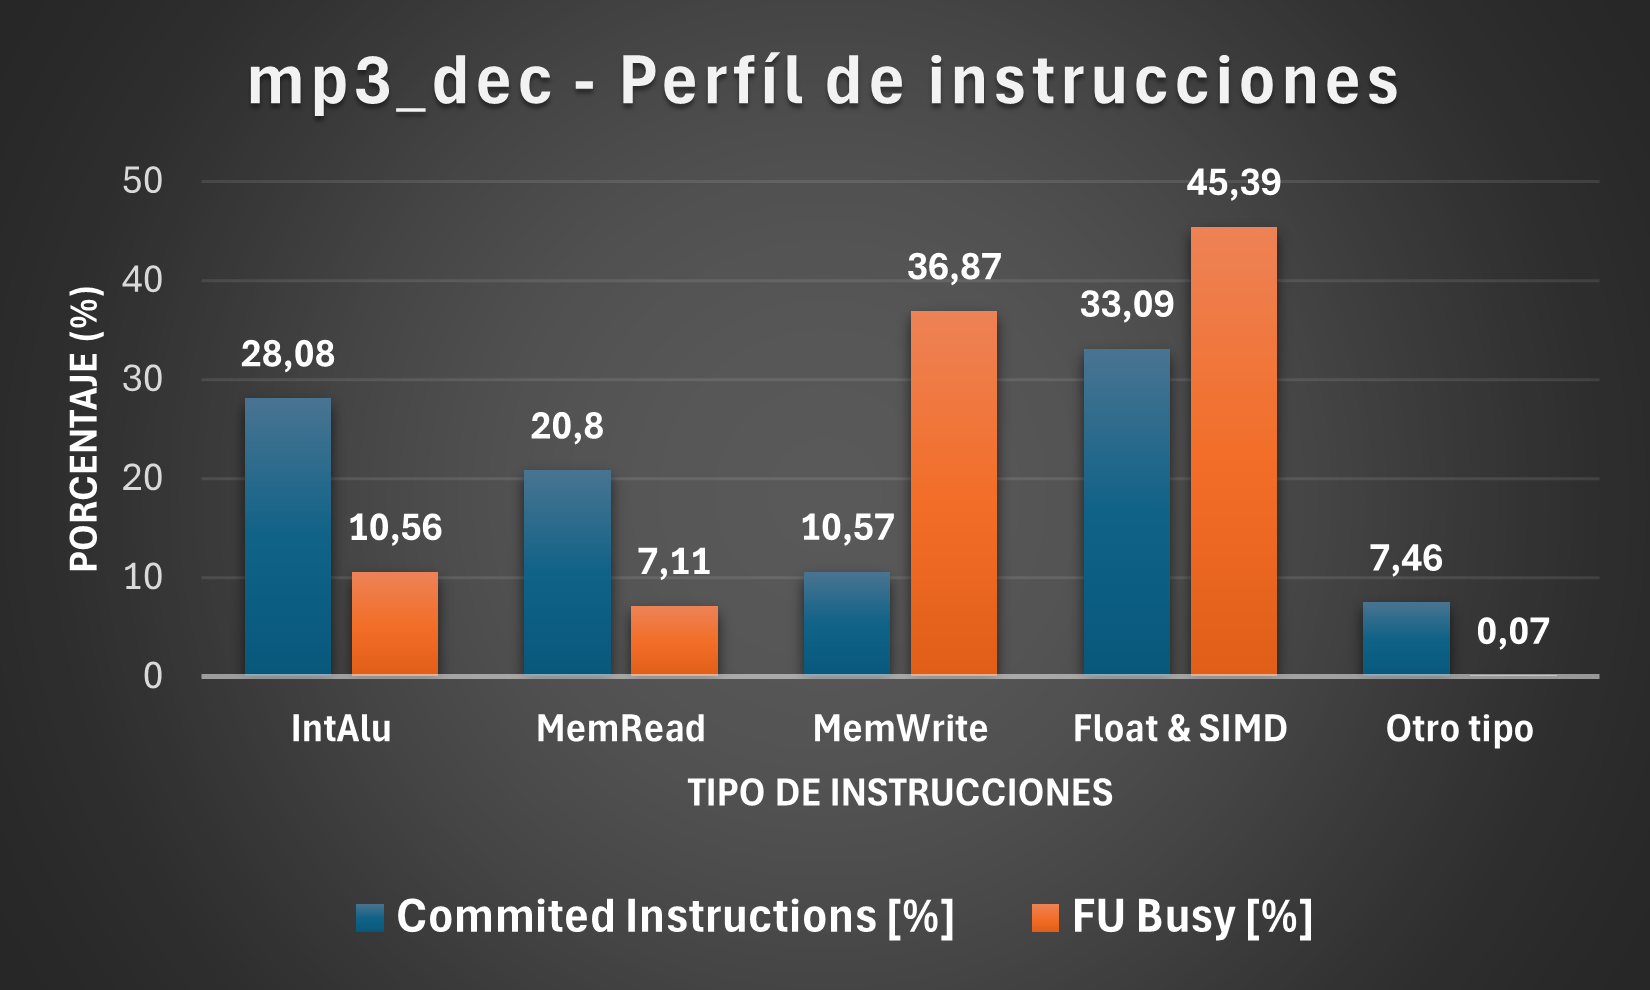 mp3_dec - Perfíl de instrucciones
PORCENTAJE (%)
50
40
30
20
10
0
28,08
10,56
20,8
7,11
10,57
36,87
33,09
45,39
7,46
0,07
IntAlu
MemRead
MemWrite
Float & SIMD
Otro tipo
TIPO DE INSTRUCCIONES
Commited Instructions [%]
FU Busy [%]